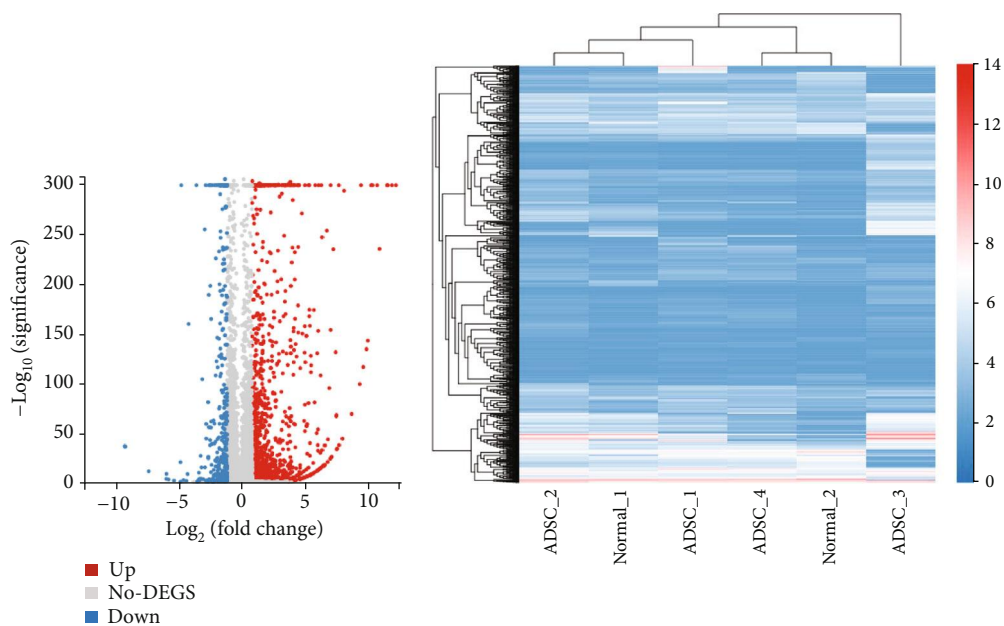 300
250
200
150
100
50
0
−Log10 (significance)
−10
−5
0
5
10
Log2 (fold change)
Up
No-DEGS
Down
ADSC_2
Normal_1
ADSC_1
ADSC_4
Normal_2
ADSC_3
14
12
10
8
6
4
2
0